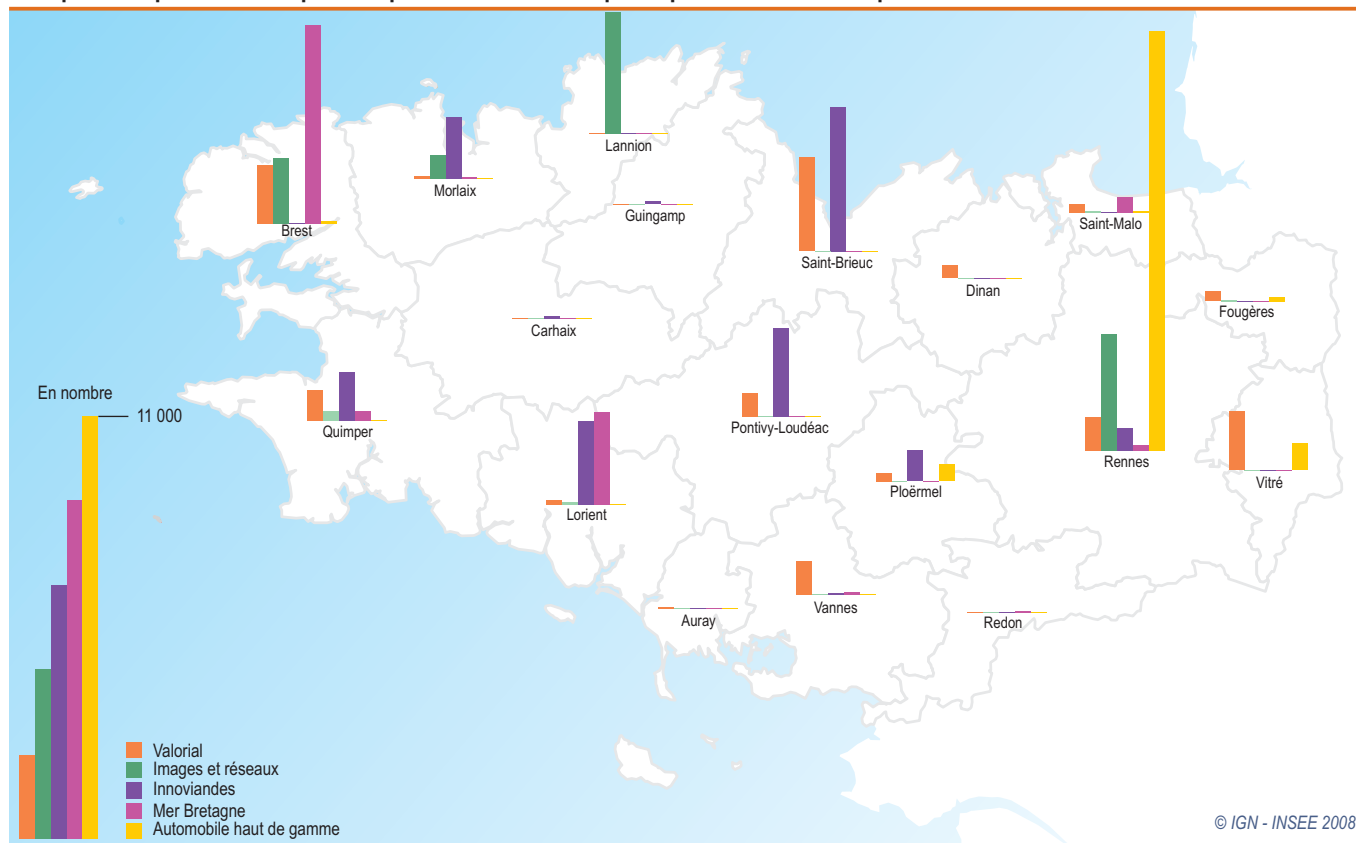 Lannion
Morlaix
Guingamp
Saint-Malo
Brest
Saint-Brieuc
Dinan
Fougères
Carhaix
En nombre
11 000
Quimper
Pontivy-Loudéac
Rennes
Vitré
Ploërmel
Lorient
Vannes
Auray
Redon
Valorial
Images et réseaux
Innoviandes
Mer Bretagne
Automobile haut de gamme
© IGN - INSEE 2008